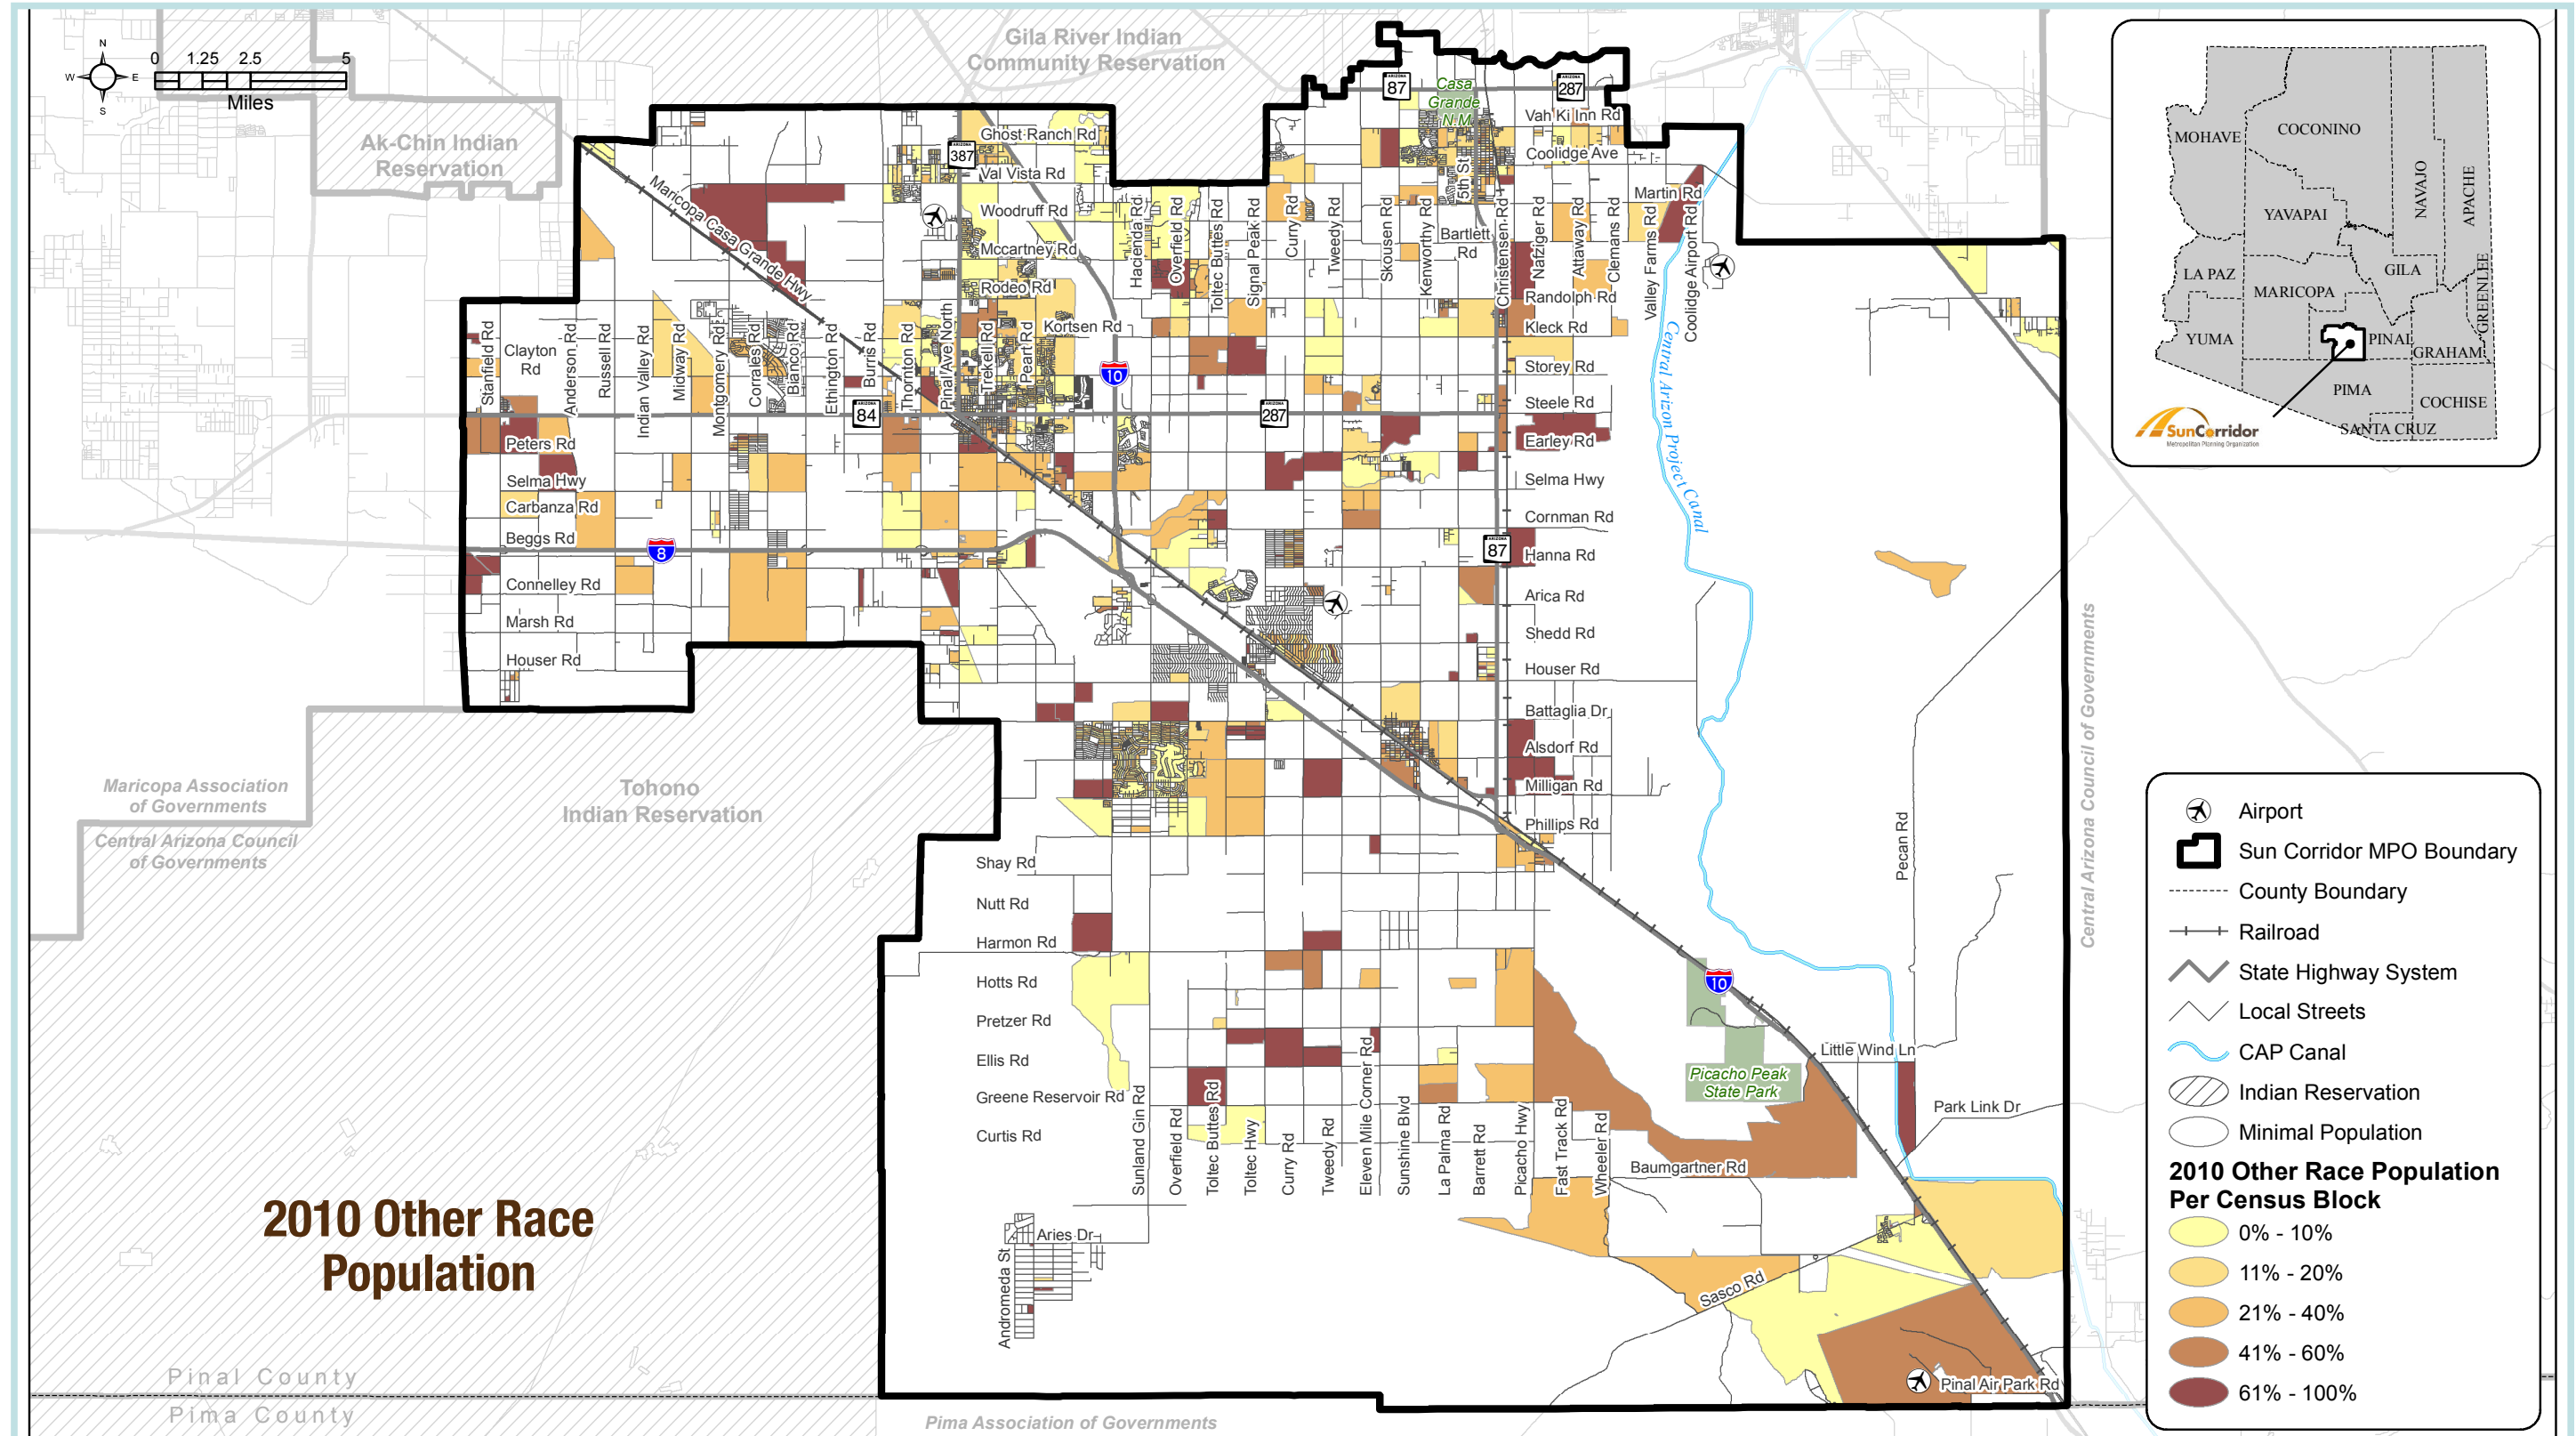 N
W
E
S
0 1.25 2.5 5
Miles
Gila River Indian
Community Reservation
Ak-Chin Indian
Reservation
Casa
Grande
N.M.
87
287
Vah Ki Inn Rd
Ghost Ranch Rd
387
Coolidge Ave
Val Vista Rd
5th St
Maricopa Casa Grande Hwy
Martin Rd
Woodruff Rd
Mccartney Rd
Rodeo Rd
Kortsen Rd
Hacienda Rd
Overfield Rd
Toltec Buttes Rd
Signal Peak Rd
Curry Rd
Tweedy Rd
Skousen Rd
Kenworthy Rd
Bartlett
Rd
Christensen Rd
Nafziger Rd
Attaway Rd
Clemans Rd
Valley Farms Rd
Coolidge Airport Rd
Randolph Rd
Kleck Rd
Storey Rd
Steele Rd
Earley Rd
Selma Hwy
Cornman Rd
Hanna Rd
Arica Rd
Shedd Rd
Houser Rd
Battaglia Dr
Alsdorf Rd
Milligan Rd
Phillips Rd
Central Arizon Project Canal
Stanfield Rd
Clayton
Rd
Anderson Rd
Russell Rd
Indian Valley Rd
Midway Rd
Montgomery Rd
Corrales Rd
Bianco Rd
Ethington Rd
Burris Rd
Thornton Rd
Pinal Ave North
Trekell Rd
Peart Rd
10
84
287
87
8
Peters Rd
Selma Hwy
Carbanza Rd
Beggs Rd
Connelley Rd
Marsh Rd
Houser Rd
Maricopa Association
of Governments
Central Arizona Council
of Governments
Tohono
Indian Reservation
Shay Rd
Nutt Rd
Harmon Rd
Hotts Rd
Pretzer Rd
Ellis Rd
Greene Reservoir Rd
Curtis Rd
Sunland Gin Rd
Overfield Rd
Toltec Buttes Rd
Toltec Hwy
Curry Rd
Tweedy Rd
Eleven Mile Corner Rd
Sunshine Blvd
La Palma Rd
Barrett Rd
Picacho Hwy
Fast Track Rd
Wheeler Rd
10
Picacho Peak
State Park
Little Wind Ln
Park Link Dr
Pecan Rd
Baumgartner Rd
Aries Dr
Andromeda St
Sasco Rd
Pinal Air Park Rd
Central Arizona Council of Governments
Pinal County
Pima County
Pima Association of Governments
2010 Other Race
Population
MOHAVE
COCONINO
NAVAJO
APACHE
YAVAPAI
LA PAZ
GILA
MARICOPA
GREENLEE
YUMA
PINAL
GRAHAM
PIMA
COCHISE
SANTA CRUZ
SunCorridor
Metropolitan Planning Organization
Airport
Sun Corridor MPO Boundary
County Boundary
Railroad
State Highway System
Local Streets
CAP Canal
Indian Reservation
Minimal Population
2010 Other Race Population
Per Census Block
0% - 10%
11% - 20%
21% - 40%
41% - 60%
61% - 100%